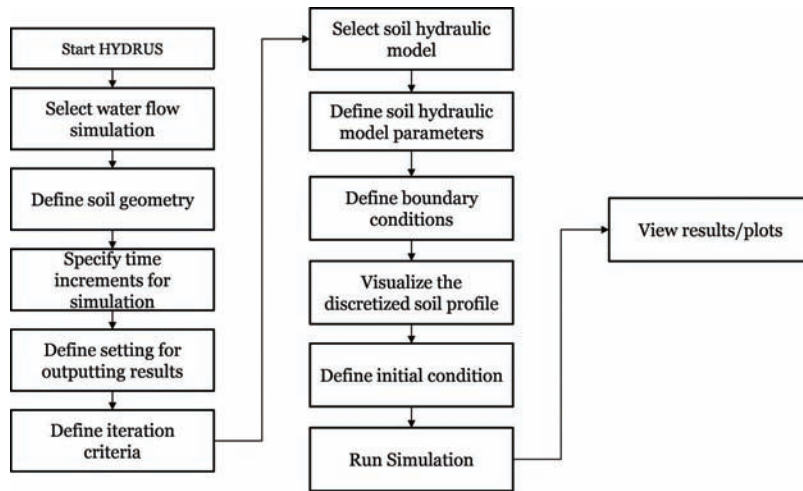 Start HYDRUS
Select water flow
simulation
Define soil geometry
Specify time
increments for
simulation
Define setting for
outputting results
Define iteration
criteria
Select soil hydraulic
model
Define soil hydraulic
model parameters
Define boundary
conditions
Visualize the
discretized soil profile
Define initial condition
Run Simulation
View results/plots